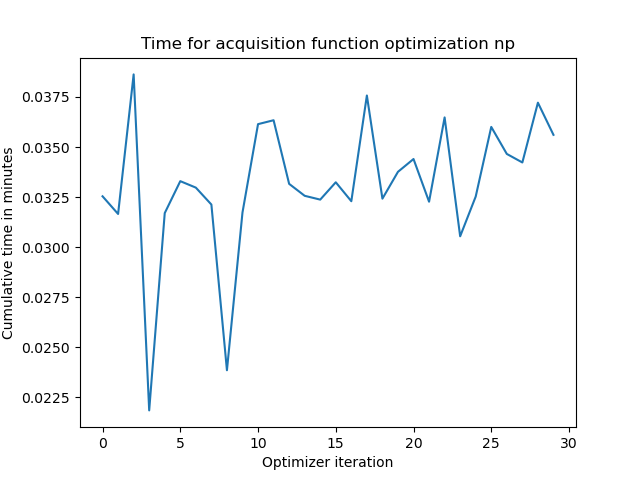 Time for acquisition function optimization np
Cumulative time in minutes
0.0375
0.0350
0.0325
0.0300
0.0275
0.0250
0.0225
0 5 10 15 20 25 30
Optimizer iteration